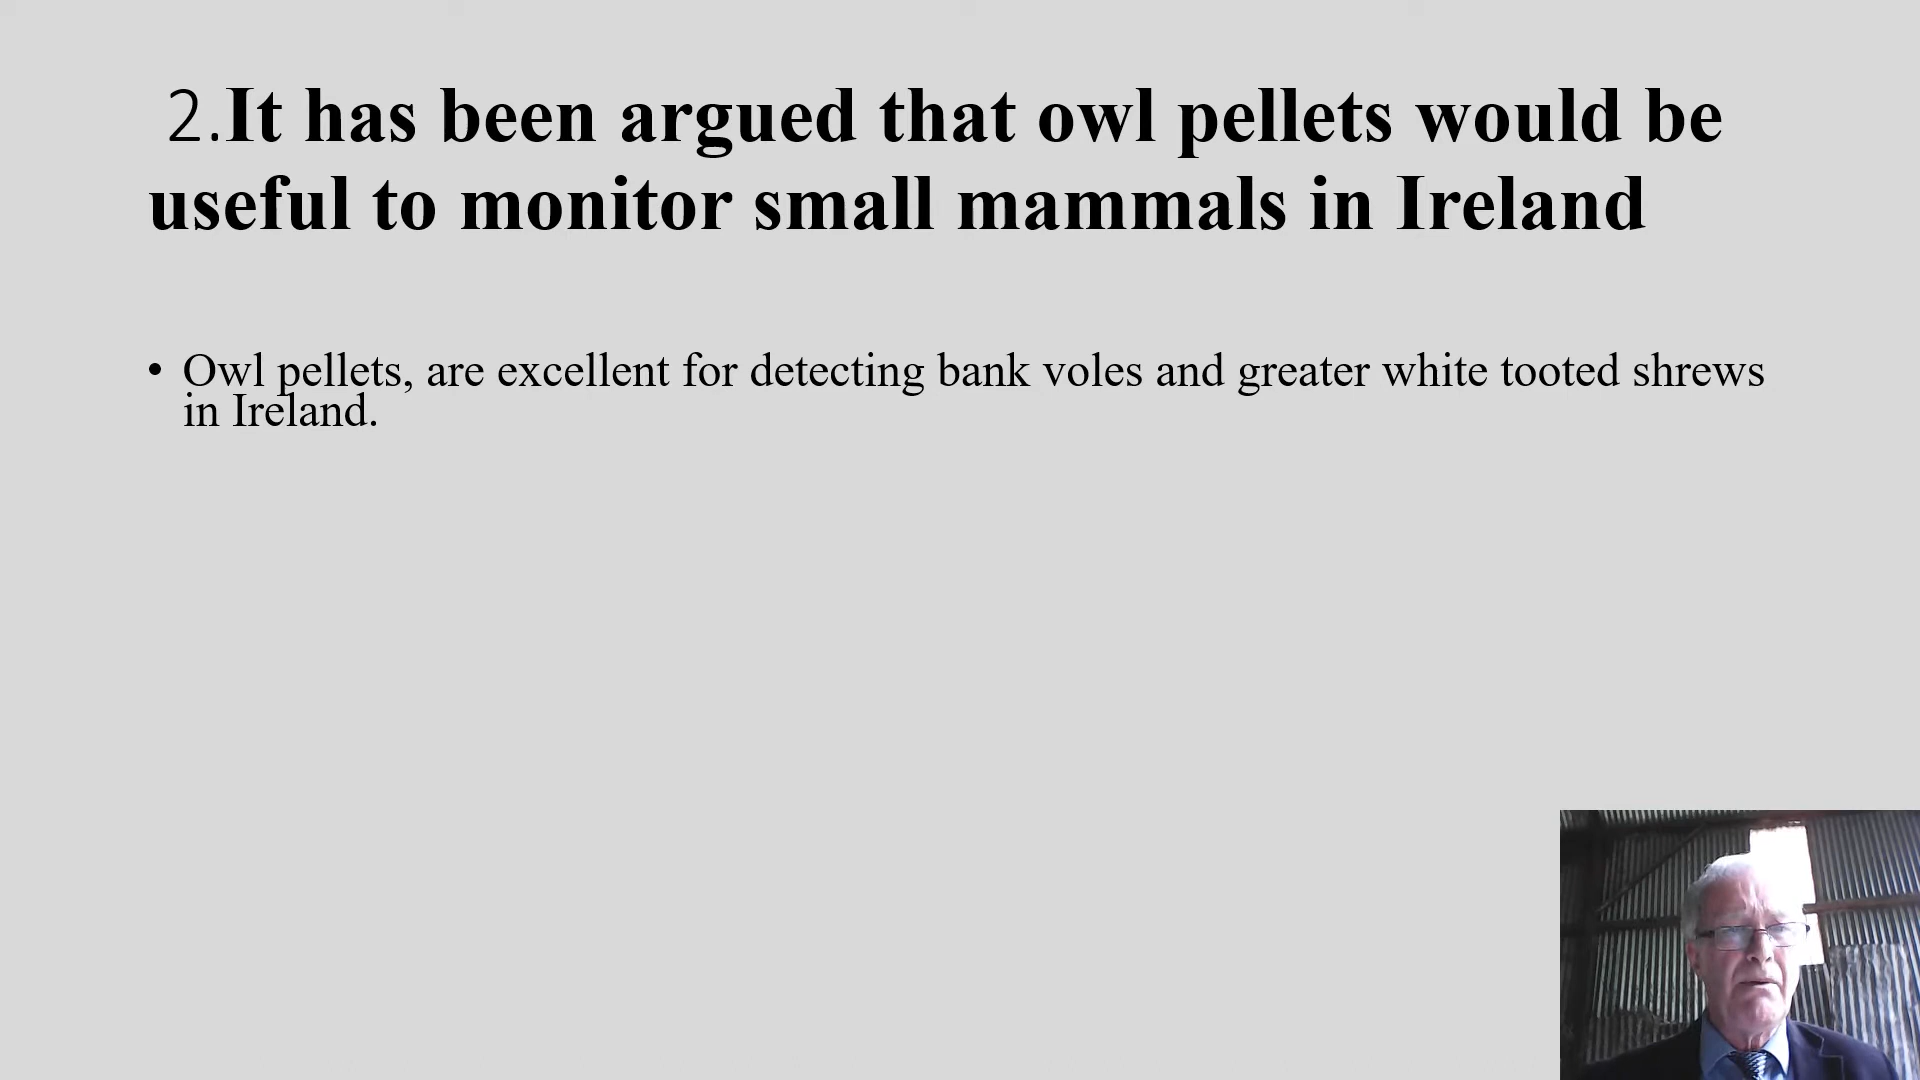 2.It has been argued that owl pellets would be
useful to monitor small mammals in Ireland
• Owl pellets, are excellent for detecting bank voles and greater white tooted shrews
in Ireland.